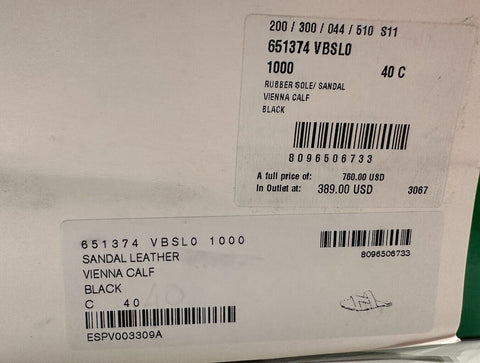 200 / 300 / 044 / 510 S11
651374 VBSL0
1000 40 C
RUBBER SOLE/ SANDAL
VIENNA CALF
BLACK
8096506733
A full price of: 760.00 USD
In Outlet at: 389.00 USD 3067
651374 VBSL0 1000
SANDAL LEATHER
VIENNA CALF
BLACK
C 40 40
8096506733
ESPV003309A